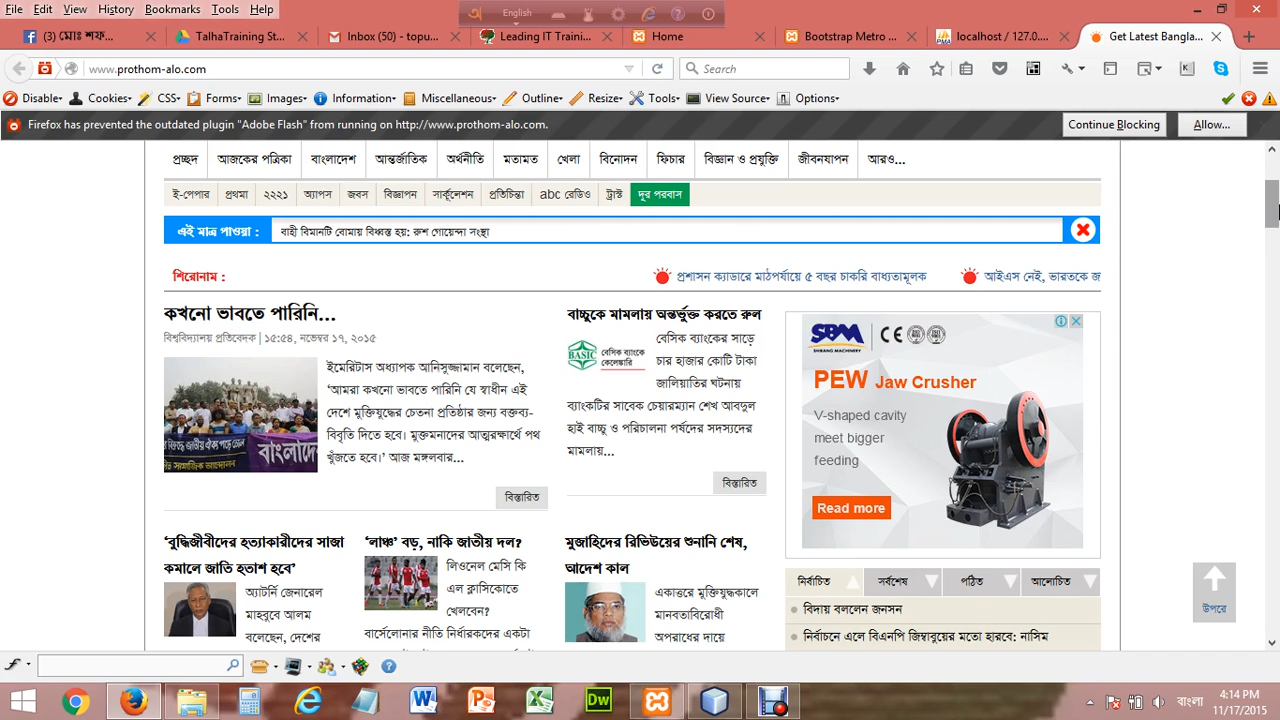 File Edit View History Bookmarks Tools Help
English
(3) মোঃ শফ...
TalhaTraining St...
Inbox (50) - topu...
Leading IT Traini...
Home
Bootstrap Metro ...
localhost / 127.0....
Get Latest Bangla...
www.prothom-alo.com
Search
Disable Cookies CSS Forms Images Information Miscellaneous Outline Resize Tools View Source Options
Firefox has prevented the outdated plugin "Adobe Flash" from running on http://www.prothom-alo.com.
Continue Blocking
Allow...
প্রচ্ছদ আজকের পত্রিকা বাংলাদেশ আন্তর্জাতিক অর্থনীতি মতামত খেলা বিনোদন ফিচার বিজ্ঞান ও প্রযুক্তি জীবনযাপন আরও...
ই-পেপার প্রথমা ২২২১ অ্যাপস জবস বিজ্ঞাপন সার্কুলেশন প্রতিচিন্তা abc রেডিও ট্রাস্ট দূর পরবাস
এই মাত্র পাওয়া : বাহী বিমানটি বোমায় বিধ্বস্ত হয়: রুশ গোয়েন্দা সংস্থা
শিরোনাম : প্রশাসন ক্যাডারে মাঠপর্যায়ে ৫ বছর চাকরি বাধ্যতামূলক আইএস নেই, ভারতকে জ
কখনো ভাবতে পারিনি...
বিশ্ববিদ্যালয় প্রতিবেদক | ১৫:৫৪, নভেম্বর ১৭, ২০১৫
ইমেরিটাস অধ্যাপক আনিসুজ্জামান বলেছেন,
‘আমরা কখনো ভাবতে পারিনি যে স্বাধীন এই
দেশে মুক্তিযুদ্ধের চেতনা প্রতিষ্ঠার জন্য বক্তব্য-
বিবৃতি দিতে হবে। মুক্তমনাদের আত্মরক্ষার্থে পথ
খুঁজতে হবে।’ আজ মঙ্গলবার...
বিস্তারিত
বাচ্চুকে মামলায় অন্তর্ভুক্ত করতে রুল
BASIC
বেসিক ব্যাংকে
কেলেঙ্কারি
বেসিক ব্যাংকের সাড়ে
চার হাজার কোটি টাকা
জালিয়াতির ঘটনায়
ব্যাংকটির সাবেক চেয়ারম্যান শেখ আবদুল
হাই বাচ্চু ও পরিচালনা পর্ষদের সদস্যদের
মামলায়...
বিস্তারিত
SBM
SHIBANG MACHINERY
CE
PEW Jaw Crusher
V-shaped cavity
meet bigger
feeding
Read more
‘বুদ্ধিজীবীদের হত্যাকারীদের সাজা
কমালে জাতি হতাশ হবে’
অ্যাটর্নি জেনারেল
মাহবুবে আলম
বলেছেন, দেশের
‘লাঞ্চ’ বড়, নাকি জাতীয় দল?
লিওনেল মেসি কি
এল ক্লাসিকোতে
খেলবেন?
বার্সেলোনার নীতি নির্ধারকদের একটা
মুজাহিদের রিভিউয়ের শুনানি শেষ,
আদেশ কাল
একাত্তরে মুক্তিযুদ্ধকালে
মানবতাবিরোধী
অপরাধের দায়ে
নির্বাচিত সর্বশেষ পঠিত আলোচিত
বিদায় বললেন জনসন
নির্বাচনে এলে বিএনপি জিম্বাবুয়ের মতো হারবে: নাসিম
উপরে
বাংলা
4:14 PM
11/17/2015